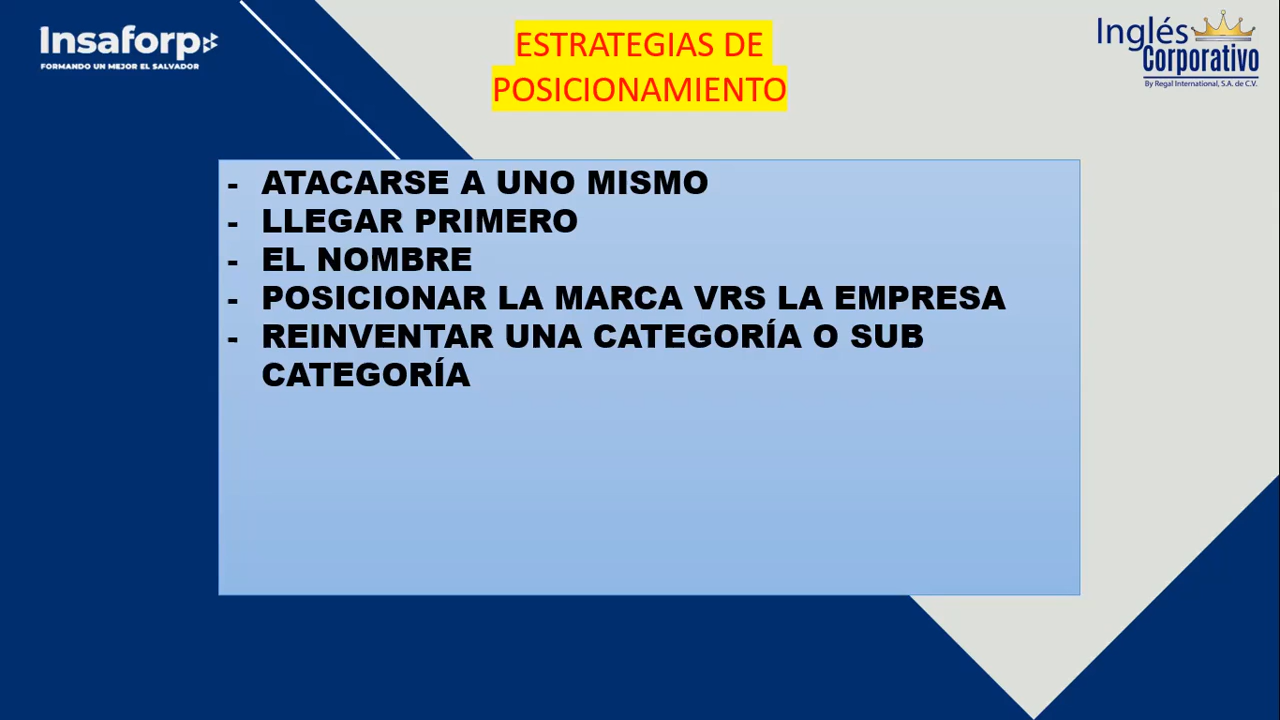 Insaforp
FORMANDO UN MEJOR EL SALVADOR
ESTRATEGIAS DE
POSICIONAMIENTO
Inglés
Corporativo
By Regal International, S.A. de C.V.
- ATACARSE A UNO MISMO
- LLEGAR PRIMERO
- EL NOMBRE
- POSICIONAR LA MARCA VRS LA EMPRESA
- REINVENTAR UNA CATEGORÍA O SUB
CATEGORÍA